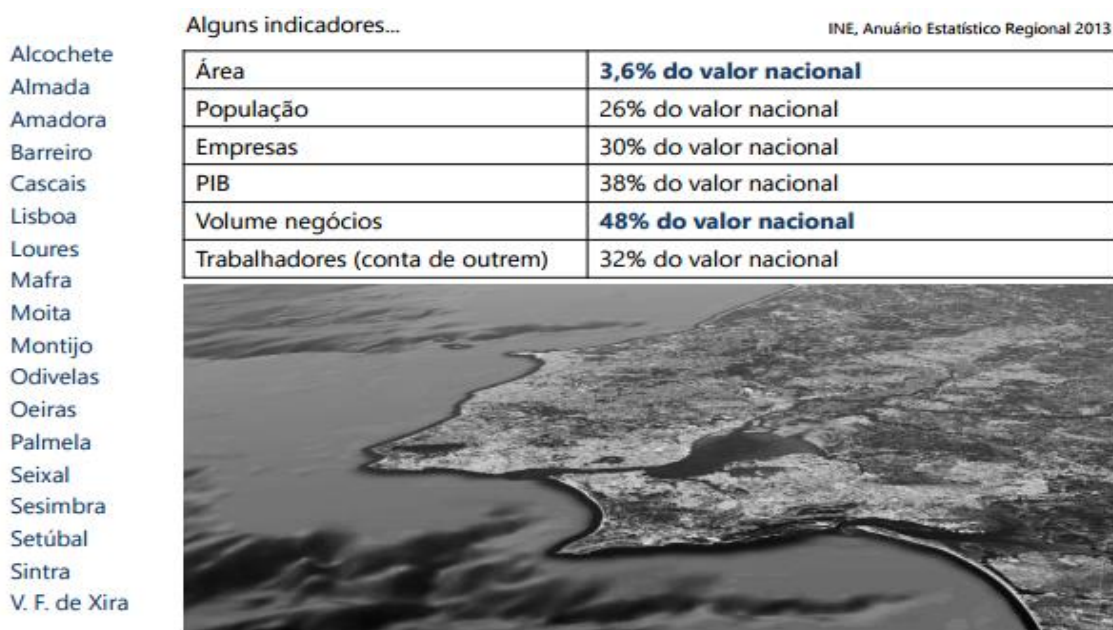 Alguns indicadores...
INE, Anuário Estatístico Regional 2013
Alcochete
Almada
Amadora
Barreiro
Cascais
Lisboa
Loures
Mafra
Moita
Montijo
Odivelas
Oeiras
Palmela
Seixal
Sesimbra
Setúbal
Sintra
V. F. de Xira
Área 3,6% do valor nacional
População 26% do valor nacional
Empresas 30% do valor nacional
PIB 38% do valor nacional
Volume negócios 48% do valor nacional
Trabalhadores (conta de outrem) 32% do valor nacional